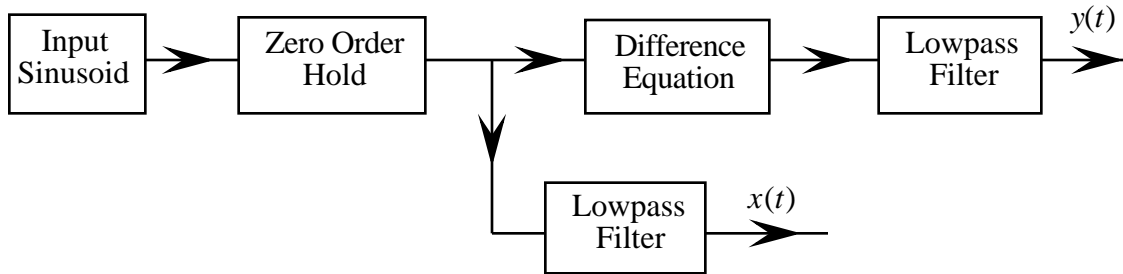 Input
Sinusoid
Zero Order
Hold
Difference
Equation
Lowpass
Filter
y(t)
Lowpass
Filter
x(t)